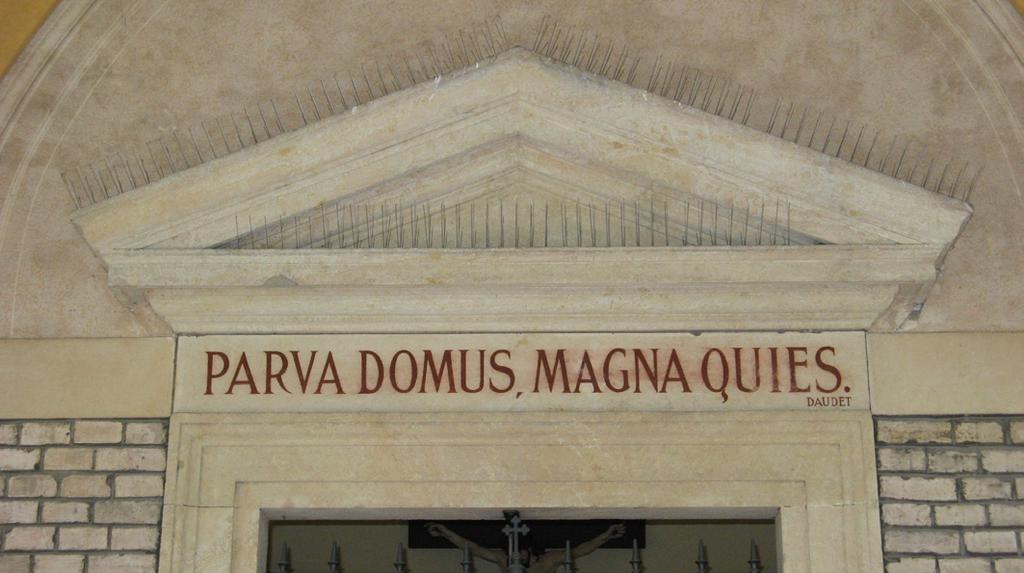 PARVA DOMUS, MAGNA QUIES.
DAUDET